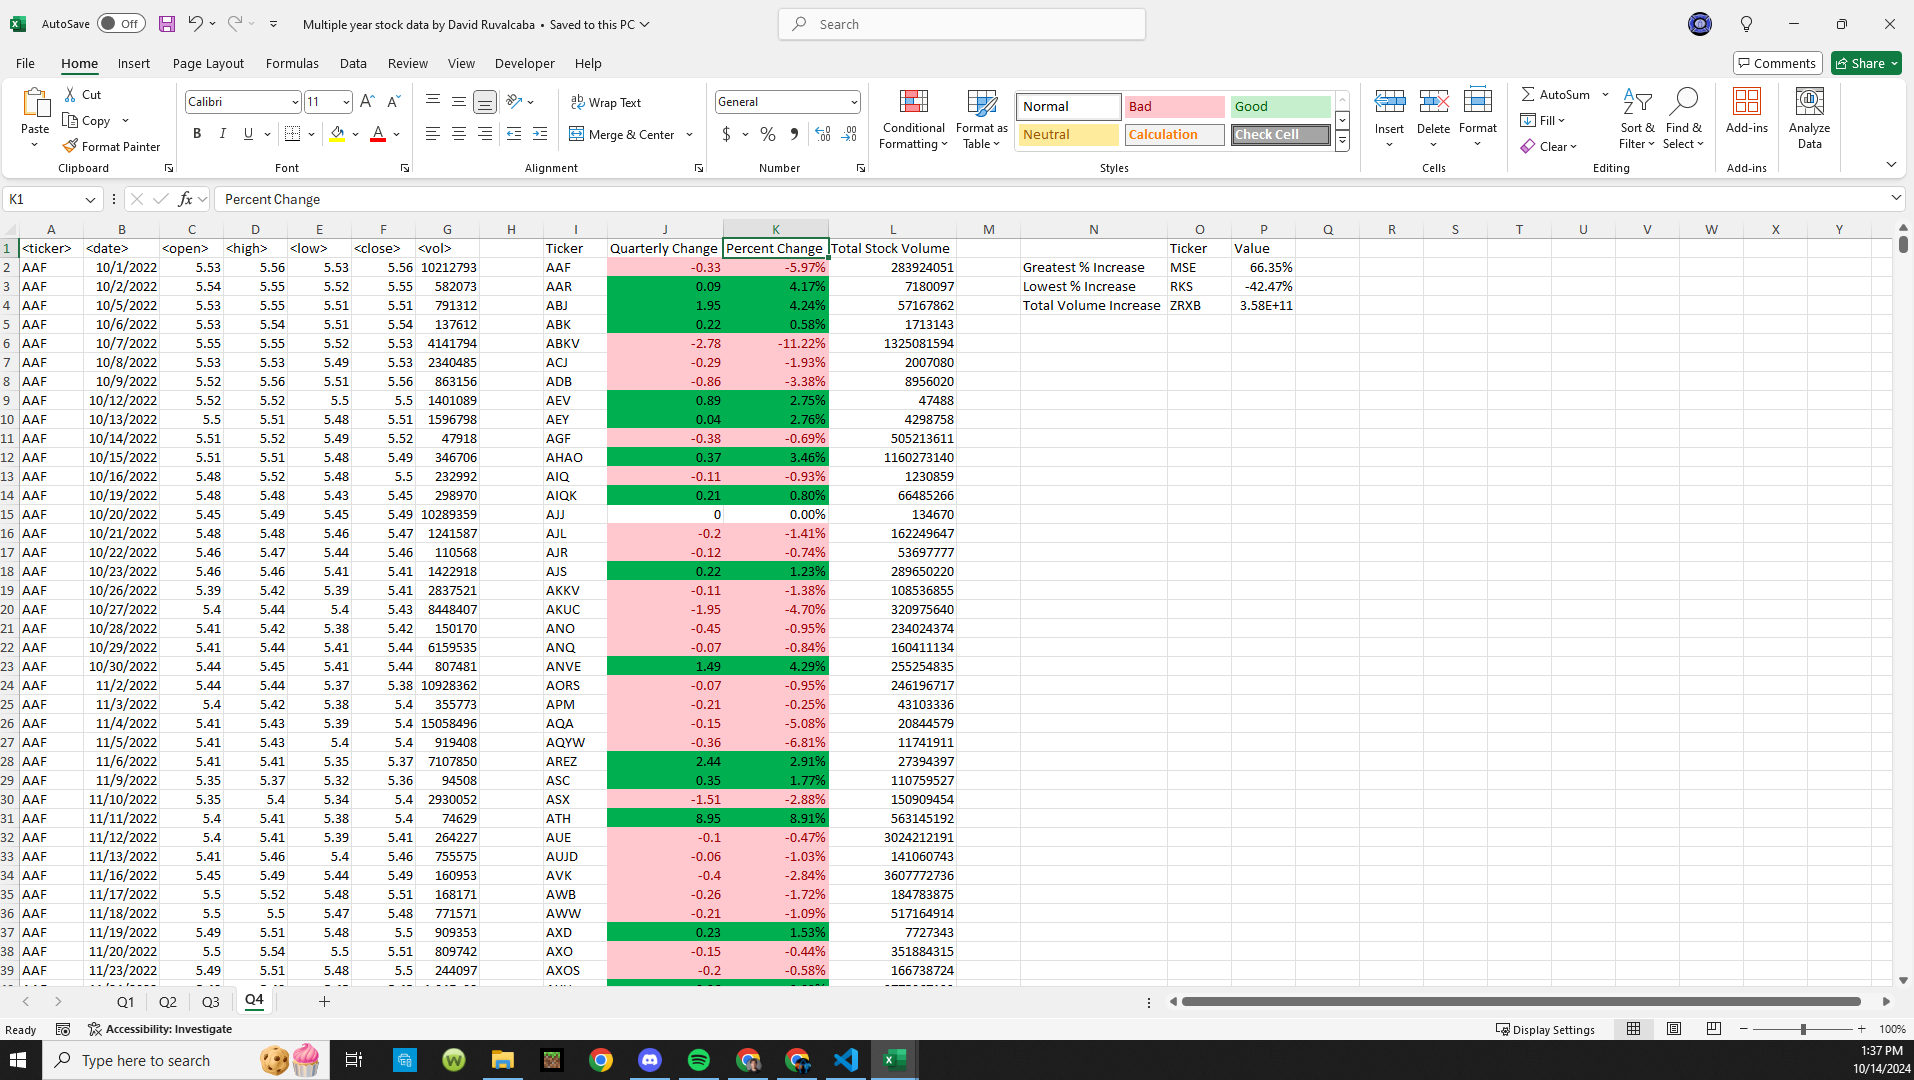 AutoSave Off Multiple year stock data by David Ruvalcaba • Saved to this PC Search
File Home Insert Page Layout Formulas Data Review View Developer Help Comments Share
Paste Cut Copy Format Painter Clipboard
Calibri 11 A A B I U A Font
ab Wrap Text Merge & Center Alignment
General $ % 9 Number
Conditional Formatting Format as Table
Normal Bad Good
Neutral Calculation Check Cell
Styles
Insert Delete Format Cells
AutoSum Fill Clear Sort & Filter Find & Select Editing
Add-ins Add-ins
Analyze Data
K1 fx Percent Change
A B C D E F G H I J K L M N O P Q R S T U V W X Y
1 <ticker> <date> <open> <high> <low> <close> <vol> Ticker Quarterly Change Percent Change Total Stock Volume Ticker Value
2 AAF 10/1/2022 5.53 5.56 5.53 5.56 10212793 AAF -0.33 -5.97% 283924051 Greatest % Increase MSE 66.35%
3 AAF 10/2/2022 5.54 5.55 5.52 5.55 582073 AAR 0.09 4.17% 7180097 Lowest % Increase RKS -42.47%
4 AAF 10/5/2022 5.53 5.55 5.51 5.51 791312 ABJ 1.95 4.24% 57167862 Total Volume Increase ZRXB 3.58E+11
5 AAF 10/6/2022 5.53 5.54 5.51 5.54 137612 ABK 0.22 0.58% 1713143
6 AAF 10/7/2022 5.55 5.55 5.52 5.53 4141794 ABKV -2.78 -11.22% 1325081594
7 AAF 10/8/2022 5.53 5.53 5.49 5.53 2340485 ACJ -0.29 -1.93% 2007080
8 AAF 10/9/2022 5.52 5.56 5.51 5.56 863156 ADB -0.86 -3.38% 8956020
9 AAF 10/12/2022 5.52 5.52 5.5 5.5 1401089 AEV 0.89 2.75% 47488
10 AAF 10/13/2022 5.5 5.51 5.48 5.51 1596798 AEY 0.04 2.76% 4298758
11 AAF 10/14/2022 5.51 5.52 5.49 5.52 47918 AGF -0.38 -0.69% 505213611
12 AAF 10/15/2022 5.51 5.51 5.48 5.49 346706 AHAO 0.37 3.46% 1160273140
13 AAF 10/16/2022 5.48 5.52 5.48 5.5 232992 AIQ -0.11 -0.93% 1230859
14 AAF 10/19/2022 5.48 5.48 5.43 5.45 298970 AIQK 0.21 0.80% 66485266
15 AAF 10/20/2022 5.45 5.49 5.45 5.49 10289359 AJJ 0 0.00% 134670
16 AAF 10/21/2022 5.48 5.48 5.46 5.47 1241587 AJL -0.2 -1.41% 162249647
17 AAF 10/22/2022 5.46 5.47 5.44 5.46 110568 AJR -0.12 -0.74% 53697777
18 AAF 10/23/2022 5.46 5.46 5.41 5.41 1422918 AJS 0.22 1.23% 289650220
19 AAF 10/26/2022 5.39 5.42 5.39 5.41 2837521 AKKV -0.11 -1.38% 108536855
20 AAF 10/27/2022 5.4 5.44 5.4 5.43 8448407 AKUC -1.95 -4.70% 320975640
21 AAF 10/28/2022 5.41 5.42 5.38 5.42 150170 ANO -0.45 -0.95% 234024374
22 AAF 10/29/2022 5.41 5.44 5.41 5.44 6159535 ANQ -0.07 -0.84% 160411134
23 AAF 10/30/2022 5.44 5.45 5.41 5.44 807481 ANVE 1.49 4.29% 255254835
24 AAF 11/2/2022 5.44 5.44 5.37 5.38 10928362 AORS -0.07 -0.95% 246196717
25 AAF 11/3/2022 5.4 5.42 5.38 5.4 355773 APM -0.21 -0.25% 43103336
26 AAF 11/4/2022 5.41 5.43 5.39 5.4 15058496 AQA -0.15 -5.08% 20844579
27 AAF 11/5/2022 5.41 5.43 5.4 5.4 919408 AQYW -0.36 -6.81% 11741911
28 AAF 11/6/2022 5.41 5.41 5.35 5.37 7107850 AREZ 2.44 2.91% 27394397
29 AAF 11/9/2022 5.35 5.37 5.32 5.36 94508 ASC 0.35 1.77% 110759527
30 AAF 11/10/2022 5.35 5.4 5.34 5.4 2930052 ASX -1.51 -2.88% 150909454
31 AAF 11/11/2022 5.4 5.41 5.38 5.4 74629 ATH 8.95 8.91% 563145192
32 AAF 11/12/2022 5.4 5.41 5.39 5.41 264227 AUE -0.1 -0.47% 3024212191
33 AAF 11/13/2022 5.41 5.46 5.4 5.46 755575 AUJD -0.06 -1.03% 141060743
34 AAF 11/16/2022 5.45 5.49 5.44 5.49 160953 AVK -0.4 -2.84% 3607772736
35 AAF 11/17/2022 5.5 5.52 5.48 5.51 168171 AWB -0.26 -1.72% 184783875
36 AAF 11/18/2022 5.5 5.5 5.47 5.48 771571 AWW -0.21 -1.09% 517164914
37 AAF 11/19/2022 5.49 5.51 5.48 5.5 909353 AXD 0.23 1.53% 7727343
38 AAF 11/20/2022 5.5 5.54 5.5 5.51 809742 AXO -0.15 -0.44% 351884315
39 AAF 11/23/2022 5.49 5.51 5.48 5.5 244097 AXOS -0.2 -0.58% 166738724
Q1 Q2 Q3 Q4
Ready Accessibility: Investigate Display Settings 100%
Type here to search
1:37 PM
10/14/2024